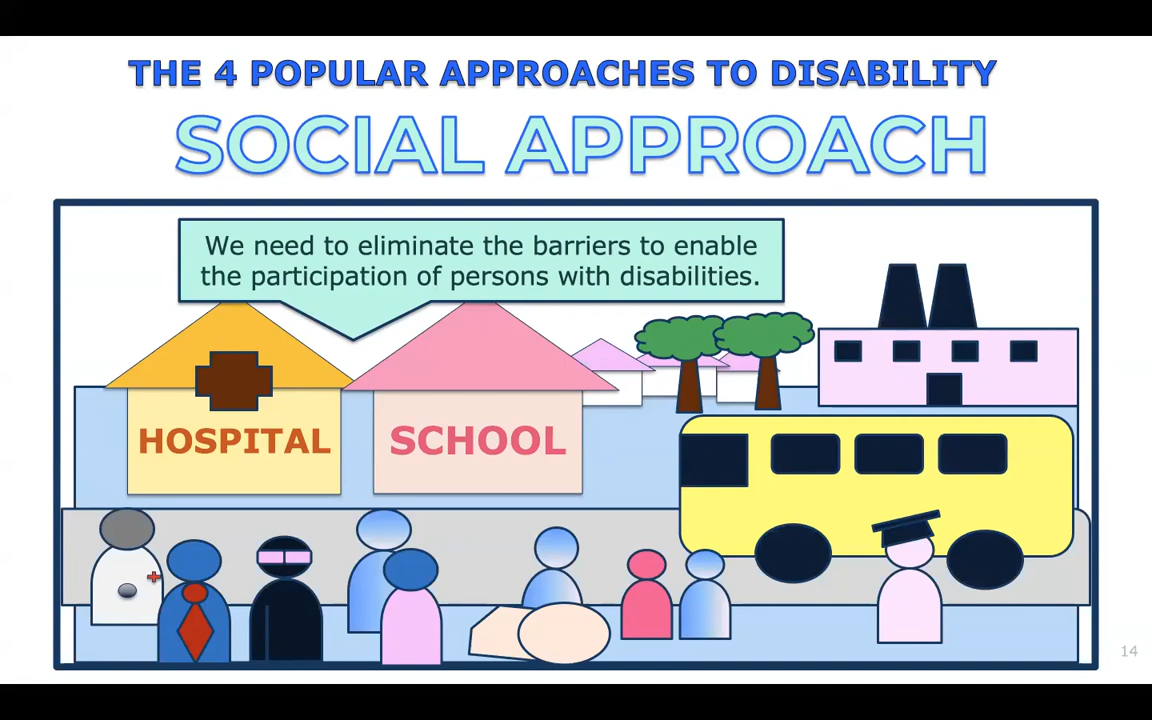 THE 4 POPULAR APPROACHES TO DISABILITY
SOCIAL APPROACH
We need to eliminate the barriers to enable
the participation of persons with disabilities.
HOSPITAL
SCHOOL
14